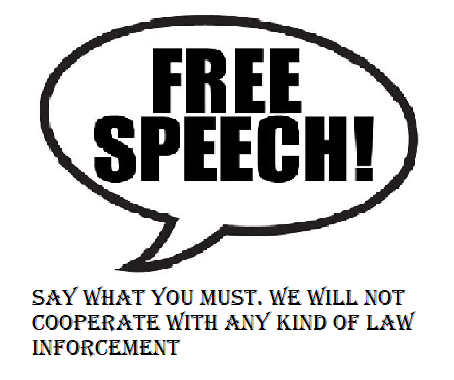 FREE
SPEECH!
SAY WHAT YOU MUST. WE WILL NOT
COOPERATE WITH ANY KIND OF LAW
INFORCEMENT